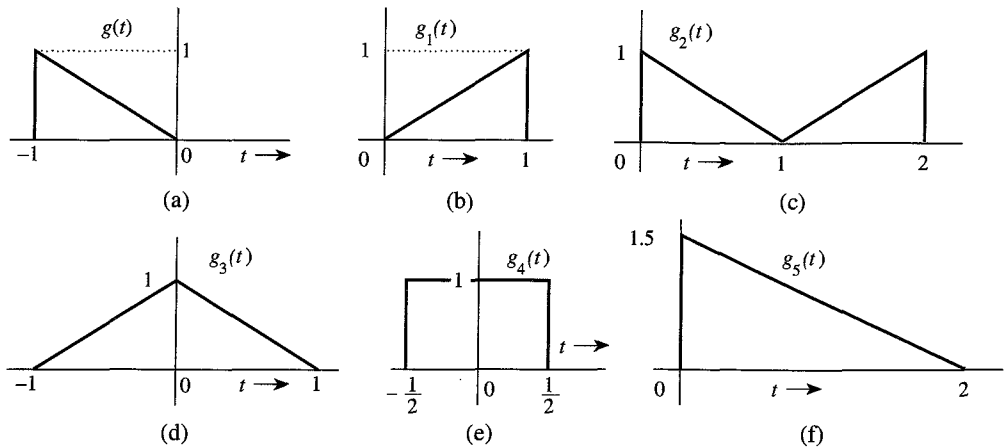 g(t)
1
−1
0
t →
(a)
g₁(t)
1
0
t →
1
(b)
g₂(t)
1
0
t →
1
2
(c)
g₃(t)
1
−1
0
t →
1
(d)
g₄(t)
1
t →
−1/2
0
1/2
(e)
1.5
g₅(t)
0
t →
2
(f)